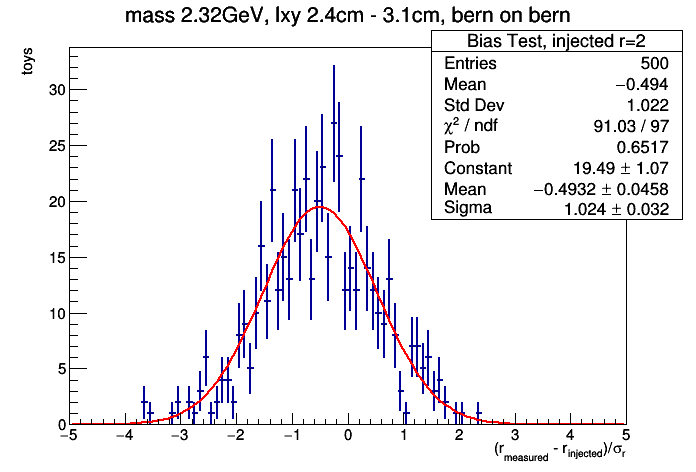 mass 2.32GeV, lxy 2.4cm - 3.1cm, bern on bern
toys
Bias Test, injected r=2
Entries 500
Mean −0.494
Std Dev 1.022
χ² / ndf 91.03 / 97
Prob 0.6517
Constant 19.49 ± 1.07
Mean −0.4932 ± 0.0458
Sigma 1.024 ± 0.032
30
25
20
15
10
5
0
−5 −4 −3 −2 −1 0 1 2 3 4 5
(r_measured - r_injected)/σ_r